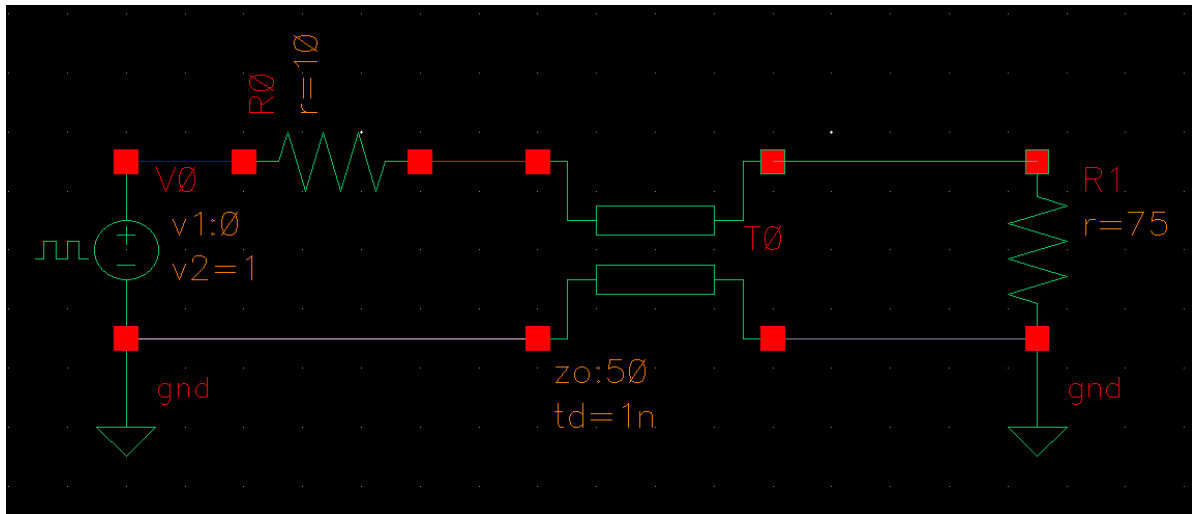 R0
r=10
V0
v1:0
v2=1
gnd
T0
zo:50
td=1n
R1
r=75
gnd